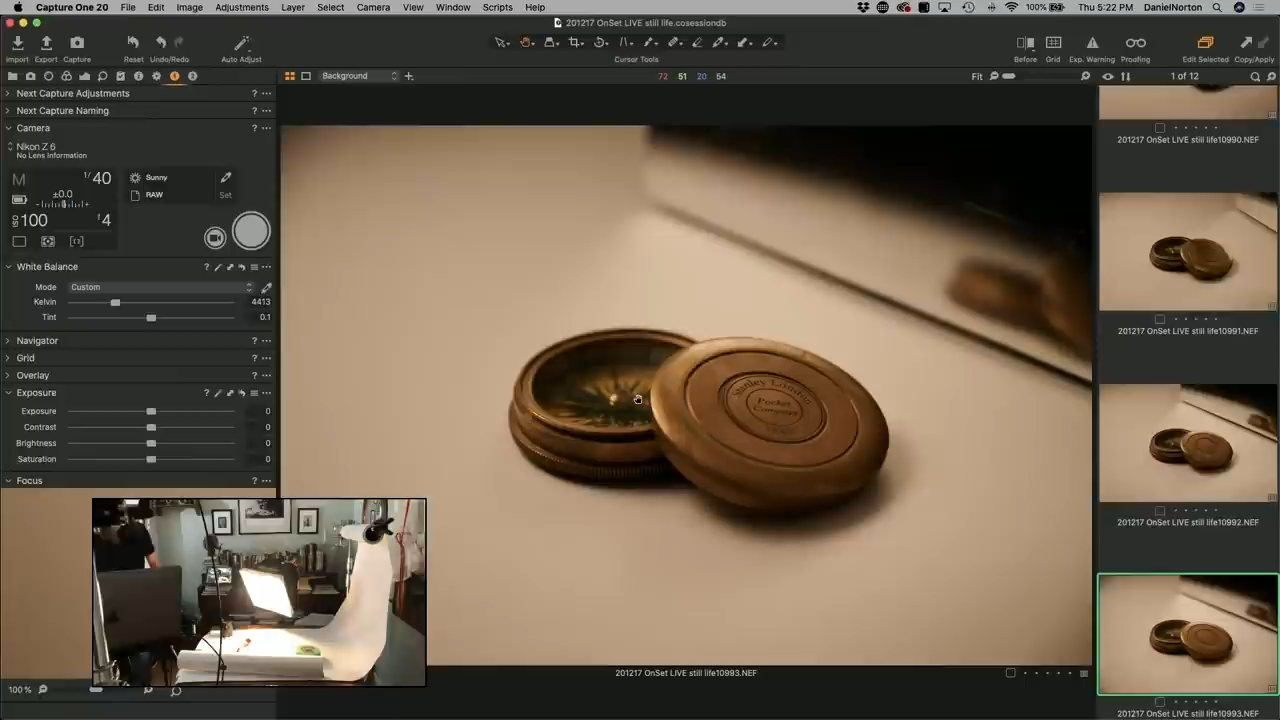 Capture One 20 File Edit Image Adjustments Layer Select Camera View Window Scripts Help 100% Thu 5:22 PM DanielNorton
201217 OnSet LIVE still life.cosessiondb
Import Export Capture Reset Undo/Redo Auto Adjust Cursor Tools Before Grid Exp. Warning Proofing Edit Selected Copy/Apply
Background 72 51 20 54 Fit 1 of 12
Next Capture Adjustments ? ...
Next Capture Naming ? ...
Camera ? ...
Nikon Z 6
No Lens Information
M 1/40 Sunny
±0.0 RAW Set
ISO 100 f4
White Balance ? ...
Mode Custom
Kelvin 4413
Tint 0.1
Navigator ? ...
Grid ? ...
Overlay ? ...
Exposure ? ...
Exposure 0
Contrast 0
Brightness 0
Saturation 0
Focus ? ...
100 %
Stanley London
Pocket
Compass
201217 OnSet LIVE still life10993.NEF
201217 OnSet LIVE still life10990.NEF
201217 OnSet LIVE still life10991.NEF
201217 OnSet LIVE still life10992.NEF
201217 OnSet LIVE still life10993.NEF